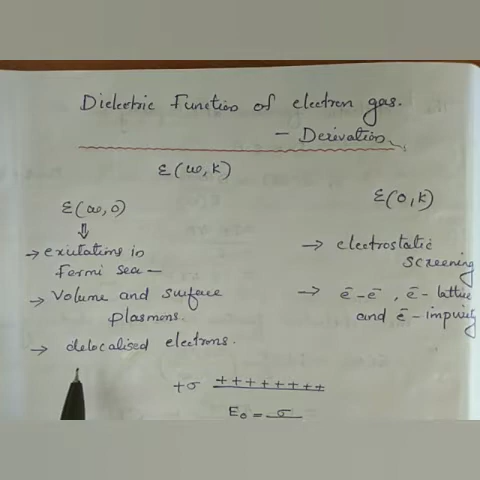 Dielectric Function of electron gas.
- Derivation
ε(ω, k)
ε(ω, 0)
⇓
→ exitations in
Fermi sea -
→ Volume and surface
plasmons.
→ delocalised electrons.
ε(0, k)
→ electrostatic
screening
→ e̅-e̅, e̅-lattice
and e̅-impurity
+σ ++++++++
E₀ = σ